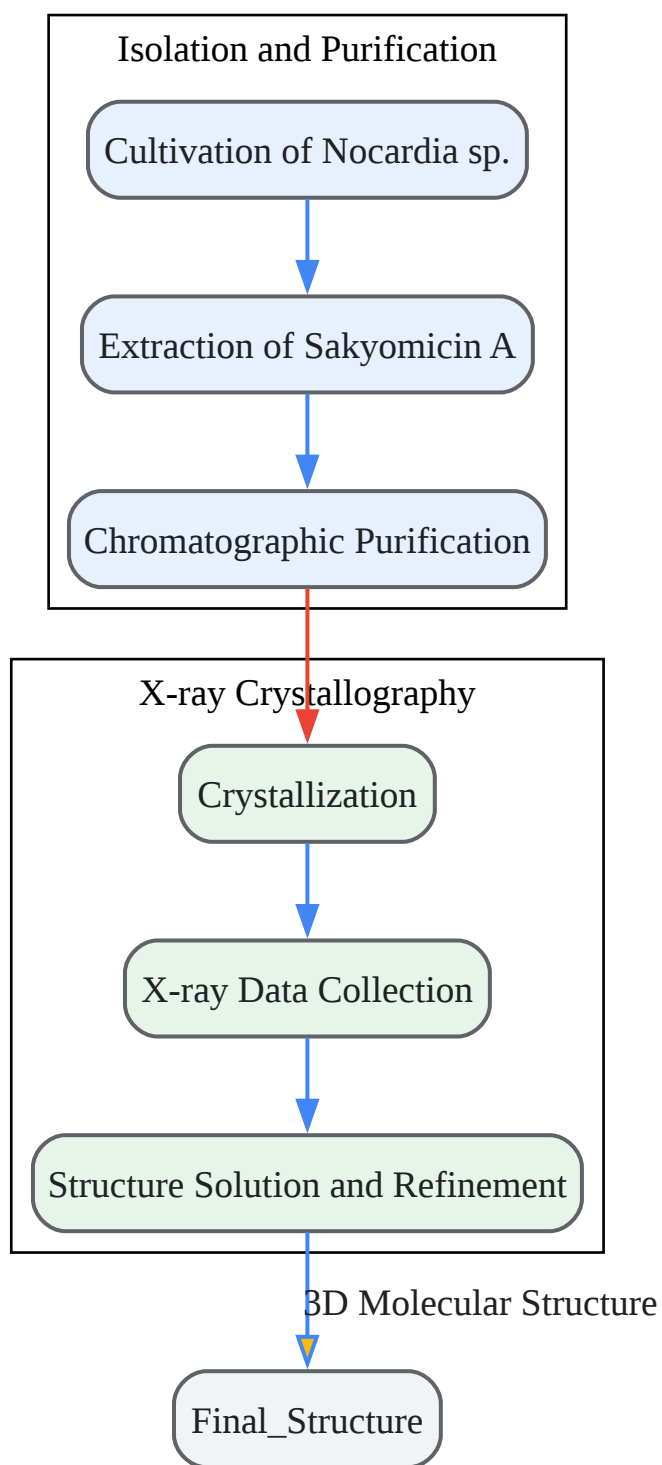 Isolation and Purification
Cultivation of Nocardia sp.
Extraction of Sakyomicin A
Chromatographic Purification
X-ray Crystallography
Crystallization
X-ray Data Collection
Structure Solution and Refinement
3D Molecular Structure
Final_Structure